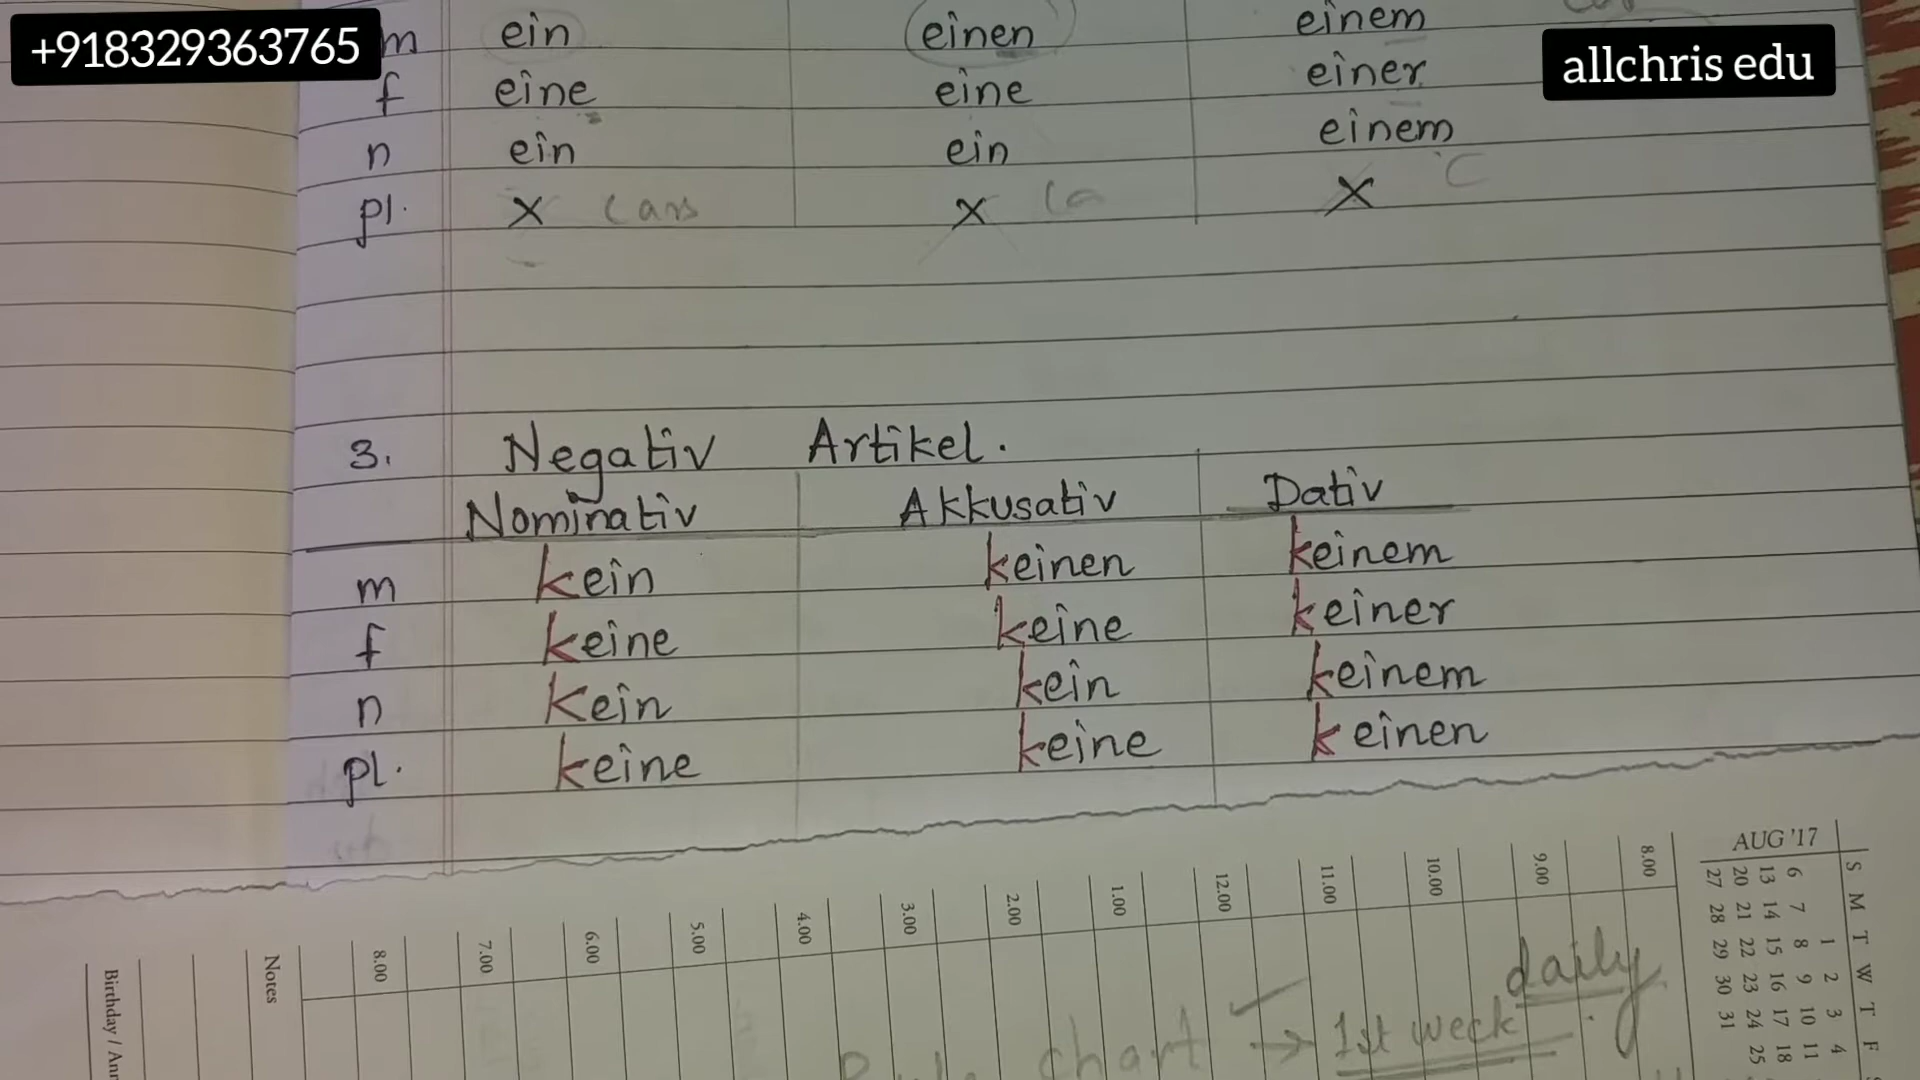 +918329363765
allchris edu
m ein einen einem
f eine eine einer
n ein ein einem
pl. x Cars x Ca x C
3. Negativ Artikel.
Nominativ Akkusativ Dativ
m kein keinen keinem
f keine keine keiner
n kein kein keinem
pl. keine keine keinen
AUG '17
S M T W T F
6 13 20 27
7 14 21 28
1 8 15 22 29
2 9 16 23 30
3 10 17 24 31
4 11 18 25
8.00 9.00 10.00 11.00 12.00 1.00 2.00 3.00 4.00 5.00 6.00 7.00 8.00
Notes
daily
chart → 1st week